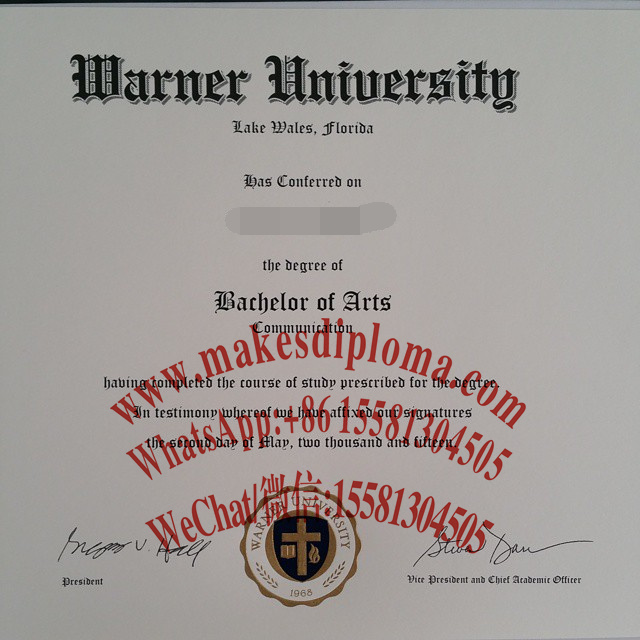 Warner University
Lake Wales, Florida
Has Conferred on
the degree of
Bachelor of Arts
Communication
www.makesdiploma.com
having completed the course of study prescribed for the degree.
In testimony whereof we have affixed our signatures
WhatsApp:+86 15581304505
the second day of May, two thousand and fifteen.
WeChat/微信:15581304505
WARNER UNIVERSITY
1968
President
Vice President and Chief Academic Officer